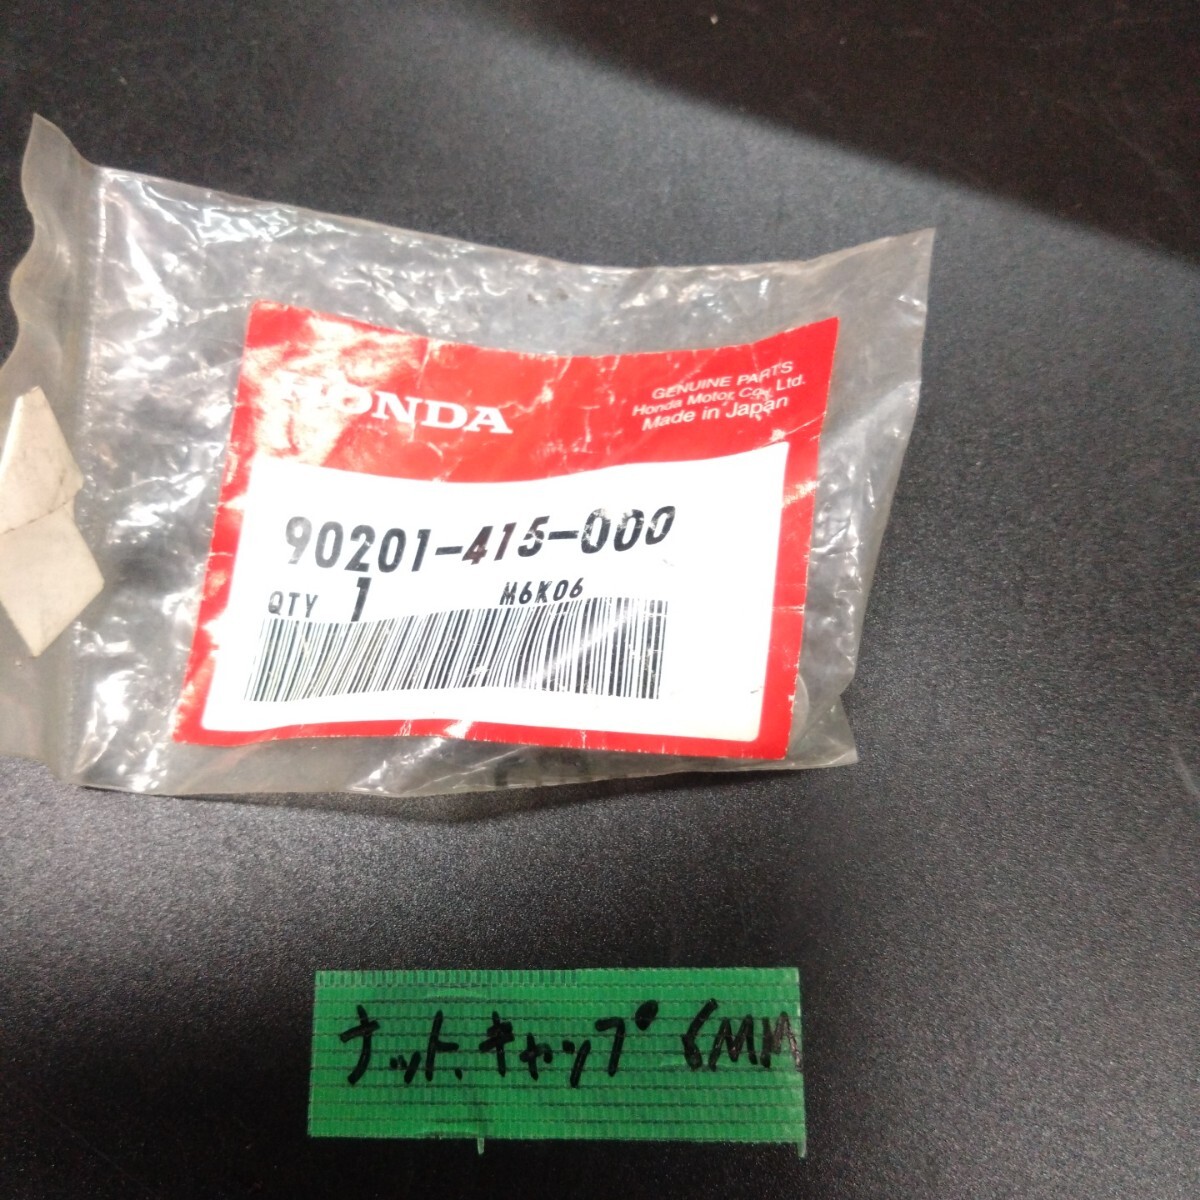 HONDA
GENUINE PARTS
Honda Motor Co., Ltd.
Made in Japan
90201-415-000
QTY 1 M6K06
ナット、キャップ 6MM